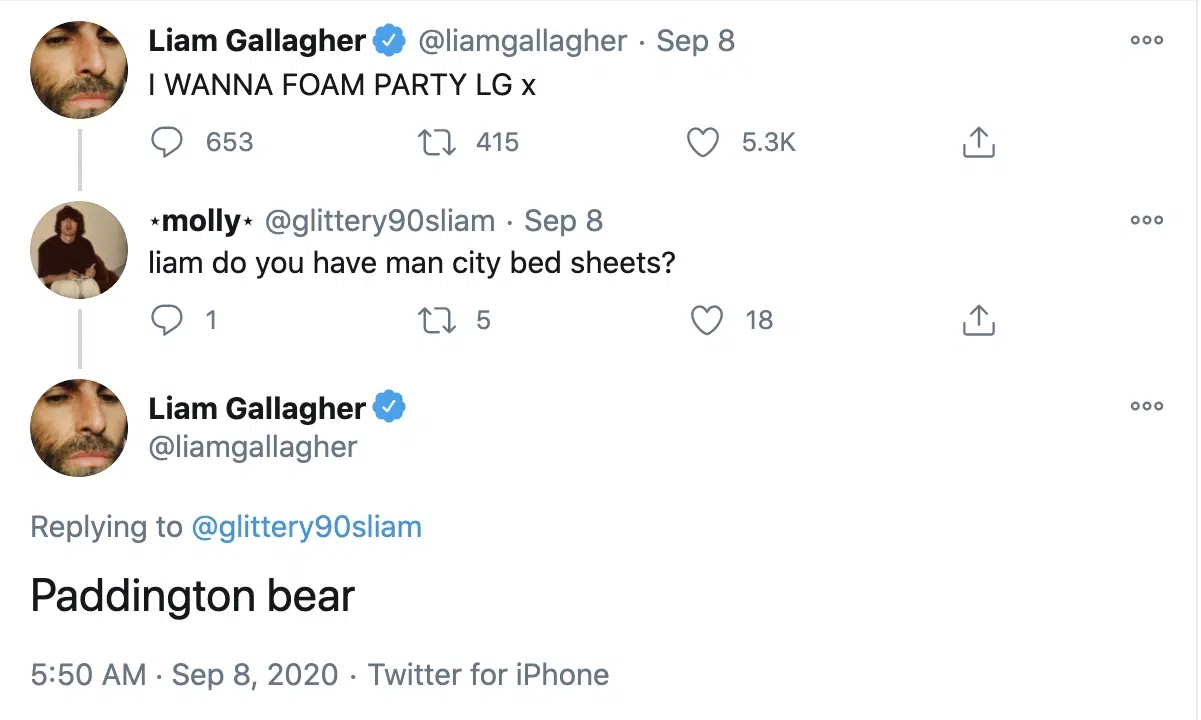 Liam Gallagher @liamgallagher · Sep 8
I WANNA FOAM PARTY LG x
653 415 5.3K
⋆molly⋆ @glittery90sliam · Sep 8
liam do you have man city bed sheets?
1 5 18
Liam Gallagher
@liamgallagher
Replying to @glittery90sliam
Paddington bear
5:50 AM · Sep 8, 2020 · Twitter for iPhone